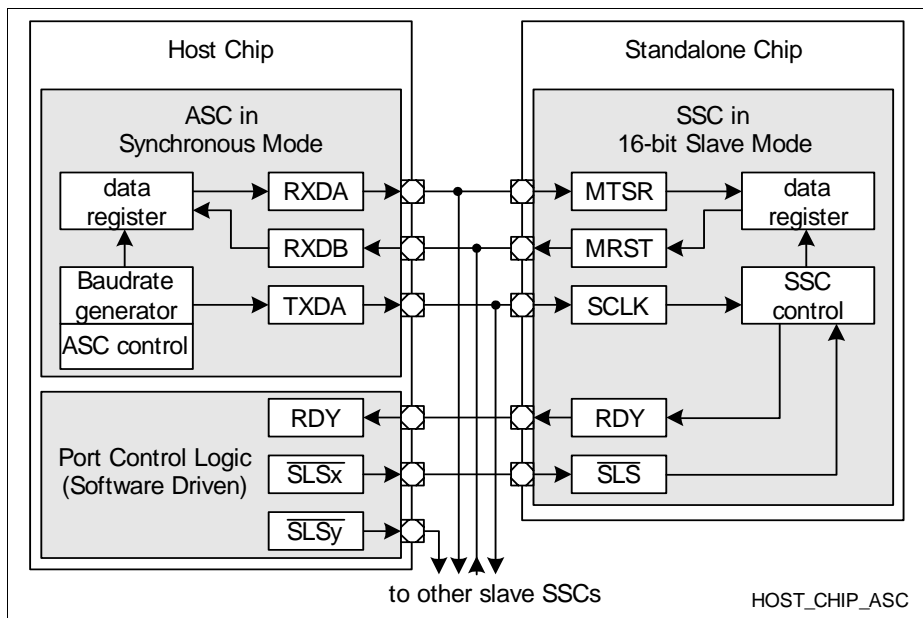 Host Chip
Standalone Chip
ASC in
Synchronous Mode
SSC in
16-bit Slave Mode
data
register
RXDA
MTSR
data
register
RXDB
MRST
Baudrate
generator
ASC control
TXDA
SCLK
SSC
control
Port Control Logic
(Software Driven)
RDY
RDY
SLSx
SLS
SLSy
to other slave SSCs
HOST_CHIP_ASC